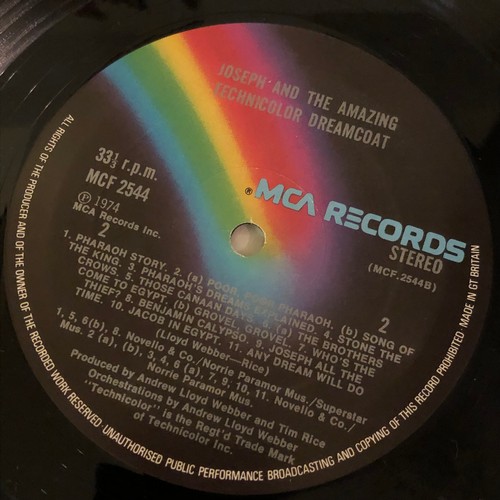 JOSEPH AND THE AMAZING
TECHNICOLOR DREAMCOAT
33⅓ r.p.m.
MCF 2544
Ⓟ 1974
MCA Records Inc.
2
®MCA RECORDS
STEREO
(MCF.2544B)
2
1. PHARAOH STORY. 2. (a) POOR, POOR PHARAOH, (b) SONG OF
THE KING. 3. PHARAOH'S DREAM EXPLAINED. 4. STONE THE
CROWS. 5. THOSE CANAAN DAYS. 6. (a) THE BROTHERS
COME TO EGYPT, (b) GROVEL, GROVEL. 7. WHO'S THE
THIEF? 8. BENJAMIN CALYPSO. 9. JOSEPH ALL THE
TIME. 10. JACOB IN EGYPT. 11. ANY DREAM WILL DO
(Lloyd Webber—Rice)
1, 5, 6(b), 8. Novello & Co./Norrie Paramor Mus./Superstar
Mus. 2 (a), (b), 3, 4, 6 (a), 7, 9, 10, 11. Novello & Co./
Norrie Paramor Mus.
Produced by Andrew Lloyd Webber and Tim Rice
Orchestrations by Andrew Lloyd Webber
"Technicolor" is the Reg'd Trade Mark
of Technicolor Inc.
ALL RIGHTS OF THE PRODUCER AND OF THE OWNER OF THE RECORDED WORK RESERVED. UNAUTHORISED PUBLIC PERFORMANCE BROADCASTING AND COPYING OF THIS RECORD PROHIBITED. MADE IN GT BRITAIN